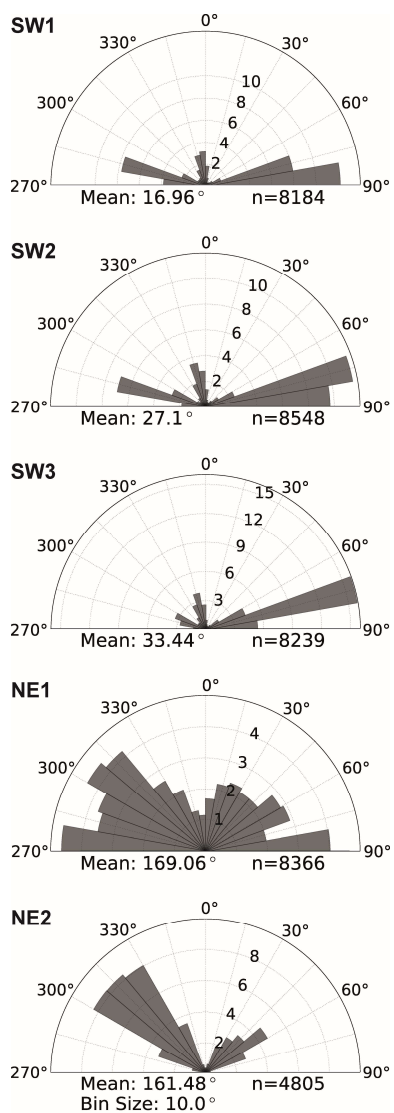 SW1
0°
330° 30°
10
300° 8 60°
6
4
2
270° 90°
Mean: 16.96° n=8184
SW2
0°
330° 30°
10
8
300° 6 60°
4
2
270° 90°
Mean: 27.1° n=8548
SW3
0°
330° 15 30°
12
300° 9 60°
6
3
270° 90°
Mean: 33.44° n=8239
NE1
0°
330° 30°
4
300° 3 60°
2
1
270° 90°
Mean: 169.06° n=8366
NE2
0°
330° 30°
8
300° 6 60°
4
2
270° 90°
Mean: 161.48° n=4805
Bin Size: 10.0°